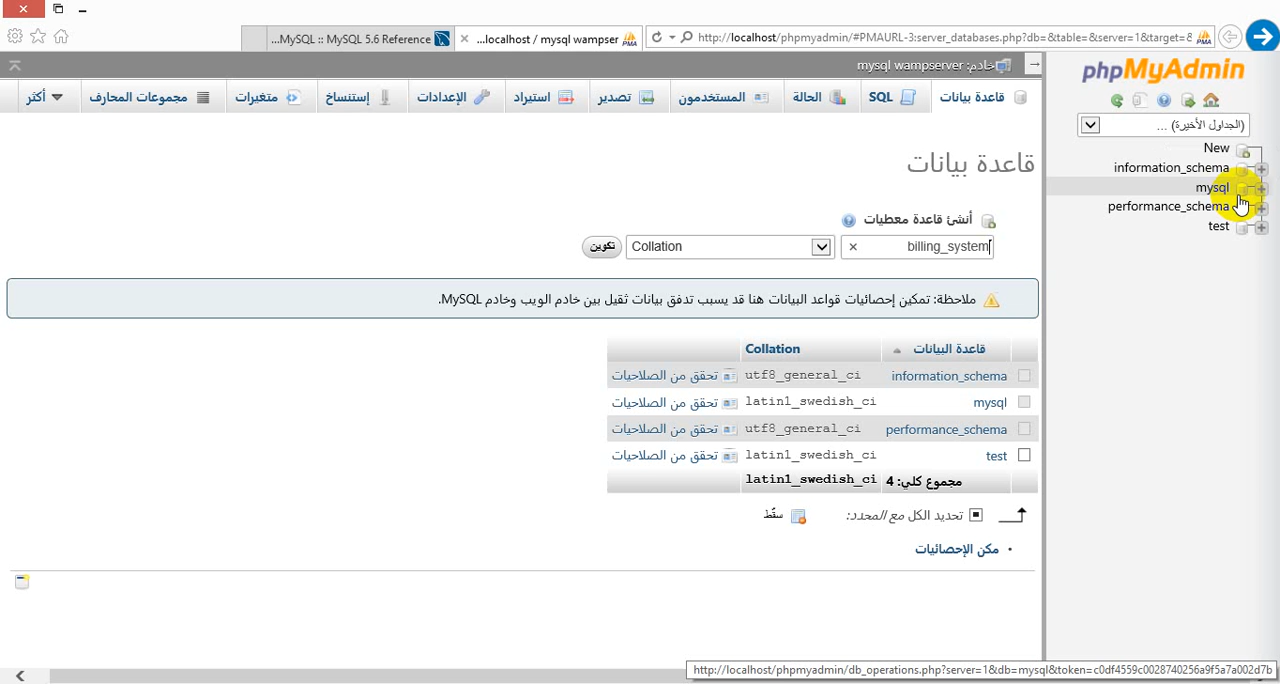 ...MySQL :: MySQL 5.6 Reference
...localhost / mysql wampser
http://localhost/phpmyadmin/#PMAURL-3:server_databases.php?db=&table=&server=1&target=&
خادم: mysql wampserver
phpMyAdmin
قاعدة بيانات
SQL
الحالة
المستخدمون
تصدير
استيراد
الإعدادات
إستنساخ
متغيرات
مجموعات المحارف
أكثر
(الجداول الأخيرة) ...
New
information_schema
mysql
performance_schema
test
قاعدة بيانات
أنشئ قاعدة معطيات
billing_system
Collation
تكوين
ملاحظة: تمكين إحصائيات قواعد البيانات هنا قد يسبب تدفق بيانات ثقيل بين خادم الويب وخادم MySQL.
قاعدة البيانات Collation
information_schema utf8_general_ci تحقق من الصلاحيات
mysql latin1_swedish_ci تحقق من الصلاحيات
performance_schema utf8_general_ci تحقق من الصلاحيات
test latin1_swedish_ci تحقق من الصلاحيات
مجموع كلي: 4 latin1_swedish_ci
تحديد الكل مع المحدد: سقّط
مكن الإحصائيات
http://localhost/phpmyadmin/db_operations.php?server=1&db=mysql&token=c0df4559c0028740256a9f5a7a002d7b